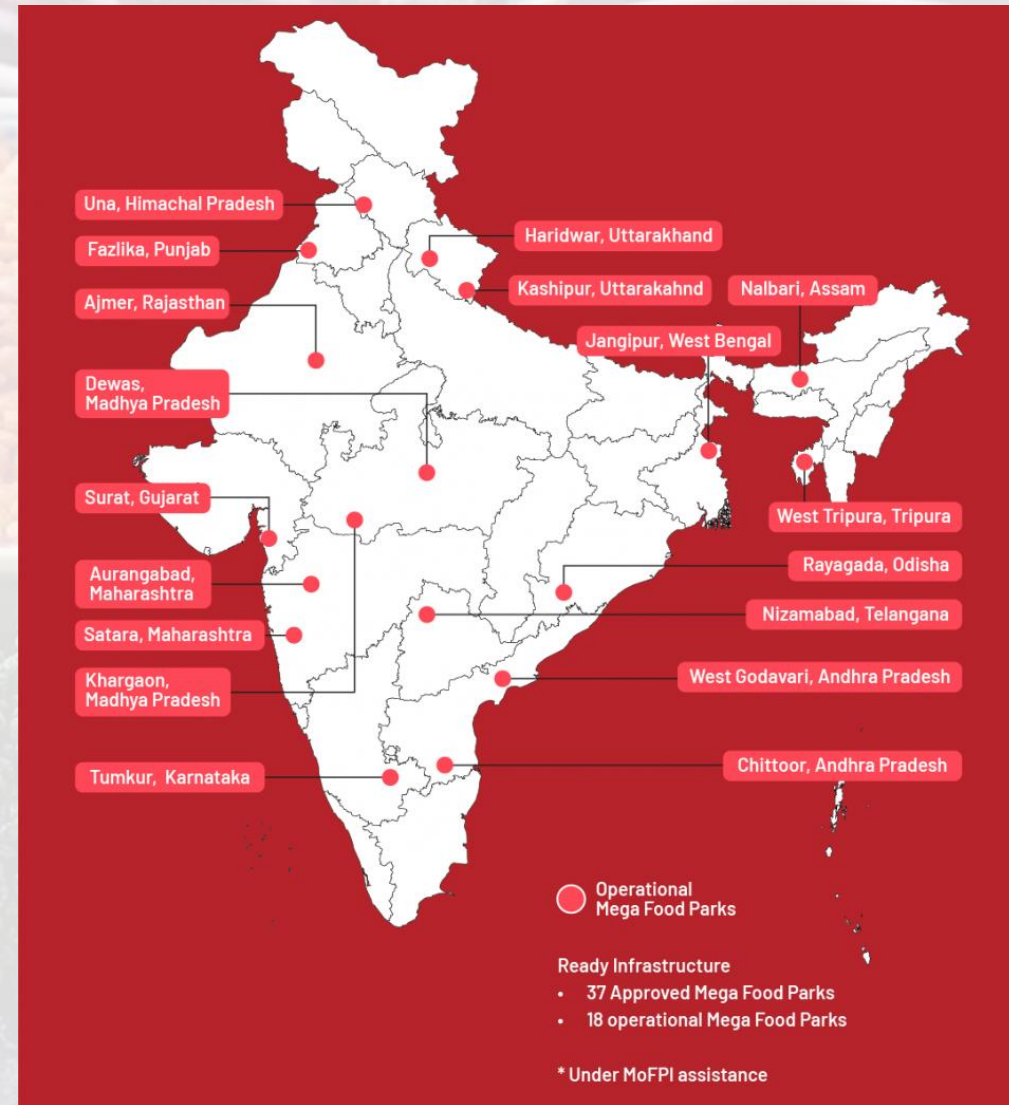 Una, Himachal Pradesh
Fazlika, Punjab
Ajmer, Rajasthan
Dewas,
Madhya Pradesh
Surat, Gujarat
Aurangabad,
Maharashtra
Satara, Maharashtra
Khargaon,
Madhya Pradesh
Tumkur, Karnataka
Haridwar, Uttarakhand
Kashipur, Uttarakahnd
Nalbari, Assam
Jangipur, West Bengal
West Tripura, Tripura
Rayagada, Odisha
Nizamabad, Telangana
West Godavari, Andhra Pradesh
Chittoor, Andhra Pradesh
Operational
Mega Food Parks
Ready Infrastructure
• 37 Approved Mega Food Parks
• 18 operational Mega Food Parks
* Under MoFPI assistance